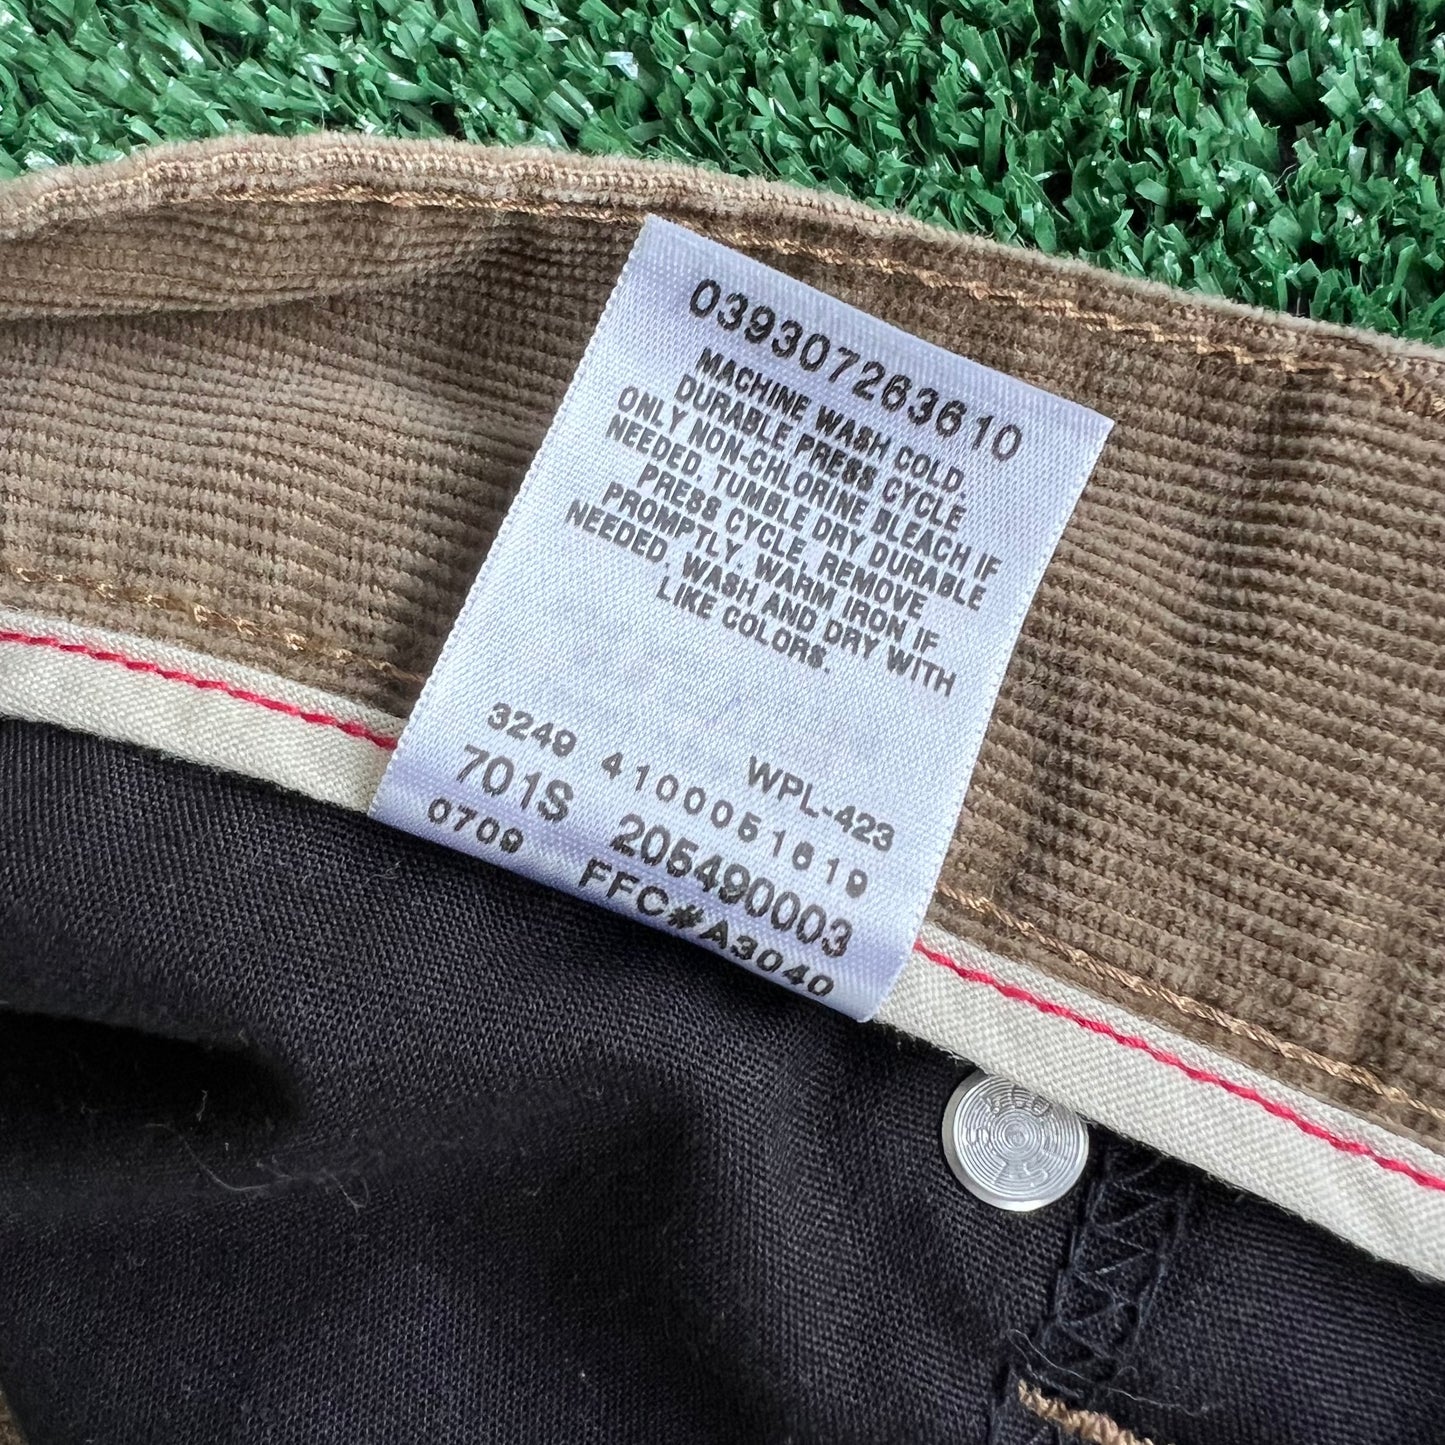 039307263610
MACHINE WASH COLD.
DURABLE PRESS CYCLE
ONLY NON-CHLORINE BLEACH IF
NEEDED. TUMBLE DRY DURABLE
PRESS CYCLE, REMOVE
PROMPTLY. WARM IRON IF
NEEDED. WASH AND DRY WITH
LIKE COLORS.
WPL-423
3249 4100051619
701S 205490003
0709 FFC#A3040